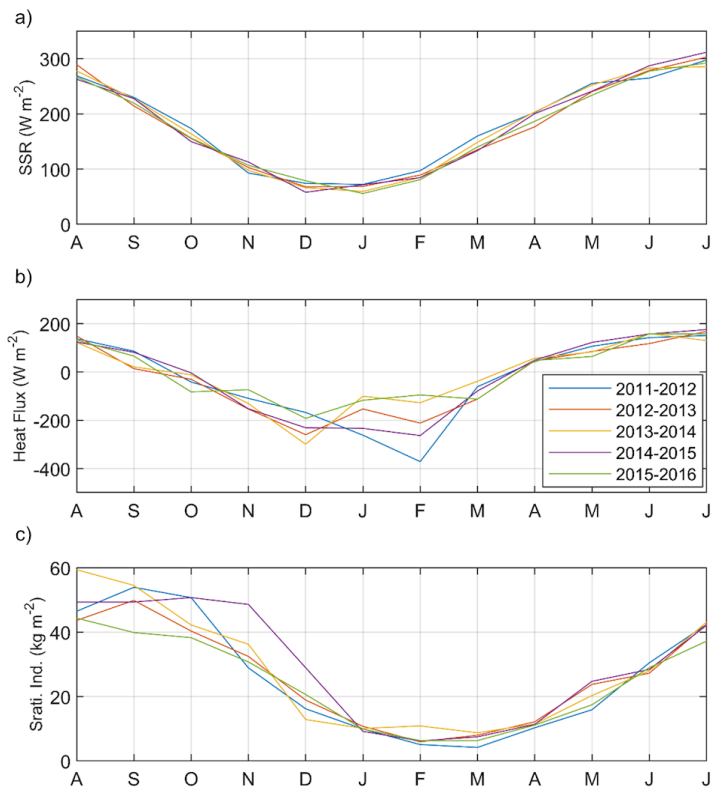 a)
SSR (W m-2)
300
200
100
0
A S O N D J F M A M J J
b)
Heat Flux (W m-2)
200
0
-200
-400
2011-2012
2012-2013
2013-2014
2014-2015
2015-2016
A S O N D J F M A M J J
c)
Srati. Ind. (kg m-2)
60
40
20
0
A S O N D J F M A M J J